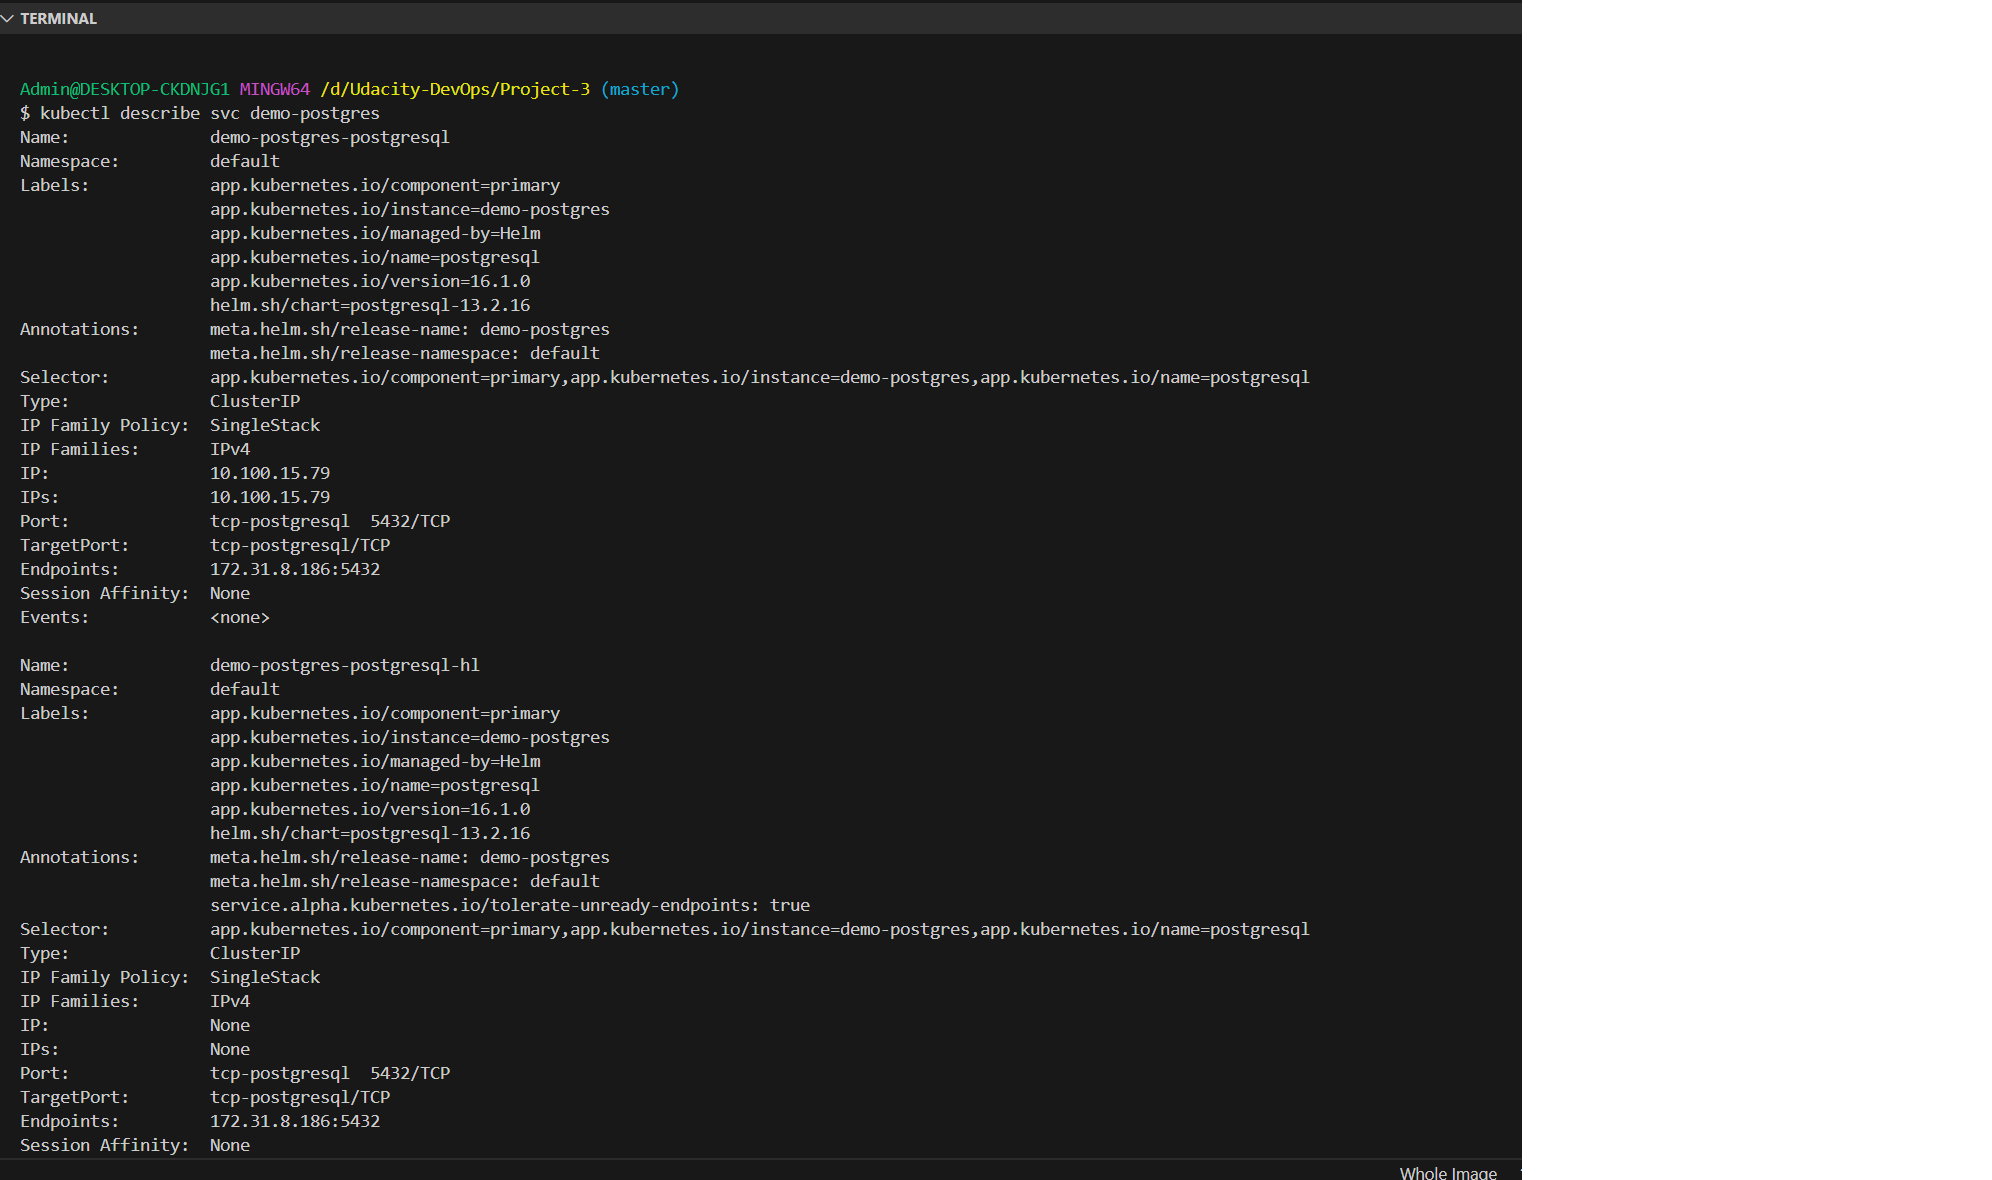 TERMINAL
Admin@DESKTOP-CKDNJG1 MINGW64 /d/Udacity-DevOps/Project-3 (master)
$ kubectl describe svc demo-postgres
Name:              demo-postgres-postgresql
Namespace:         default
Labels:            app.kubernetes.io/component=primary
                   app.kubernetes.io/instance=demo-postgres
                   app.kubernetes.io/managed-by=Helm
                   app.kubernetes.io/name=postgresql
                   app.kubernetes.io/version=16.1.0
                   helm.sh/chart=postgresql-13.2.16
Annotations:       meta.helm.sh/release-name: demo-postgres
                   meta.helm.sh/release-namespace: default
Selector:          app.kubernetes.io/component=primary,app.kubernetes.io/instance=demo-postgres,app.kubernetes.io/name=postgresql
Type:              ClusterIP
IP Family Policy:  SingleStack
IP Families:       IPv4
IP:                10.100.15.79
IPs:               10.100.15.79
Port:              tcp-postgresql  5432/TCP
TargetPort:        tcp-postgresql/TCP
Endpoints:         172.31.8.186:5432
Session Affinity:  None
Events:            <none>
Name:              demo-postgres-postgresql-hl
Namespace:         default
Labels:            app.kubernetes.io/component=primary
                   app.kubernetes.io/instance=demo-postgres
                   app.kubernetes.io/managed-by=Helm
                   app.kubernetes.io/name=postgresql
                   app.kubernetes.io/version=16.1.0
                   helm.sh/chart=postgresql-13.2.16
Annotations:       meta.helm.sh/release-name: demo-postgres
                   meta.helm.sh/release-namespace: default
                   service.alpha.kubernetes.io/tolerate-unready-endpoints: true
Selector:          app.kubernetes.io/component=primary,app.kubernetes.io/instance=demo-postgres,app.kubernetes.io/name=postgresql
Type:              ClusterIP
IP Family Policy:  SingleStack
IP Families:       IPv4
IP:                None
IPs:               None
Port:              tcp-postgresql  5432/TCP
TargetPort:        tcp-postgresql/TCP
Endpoints:         172.31.8.186:5432
Session Affinity:  None
Whole Image